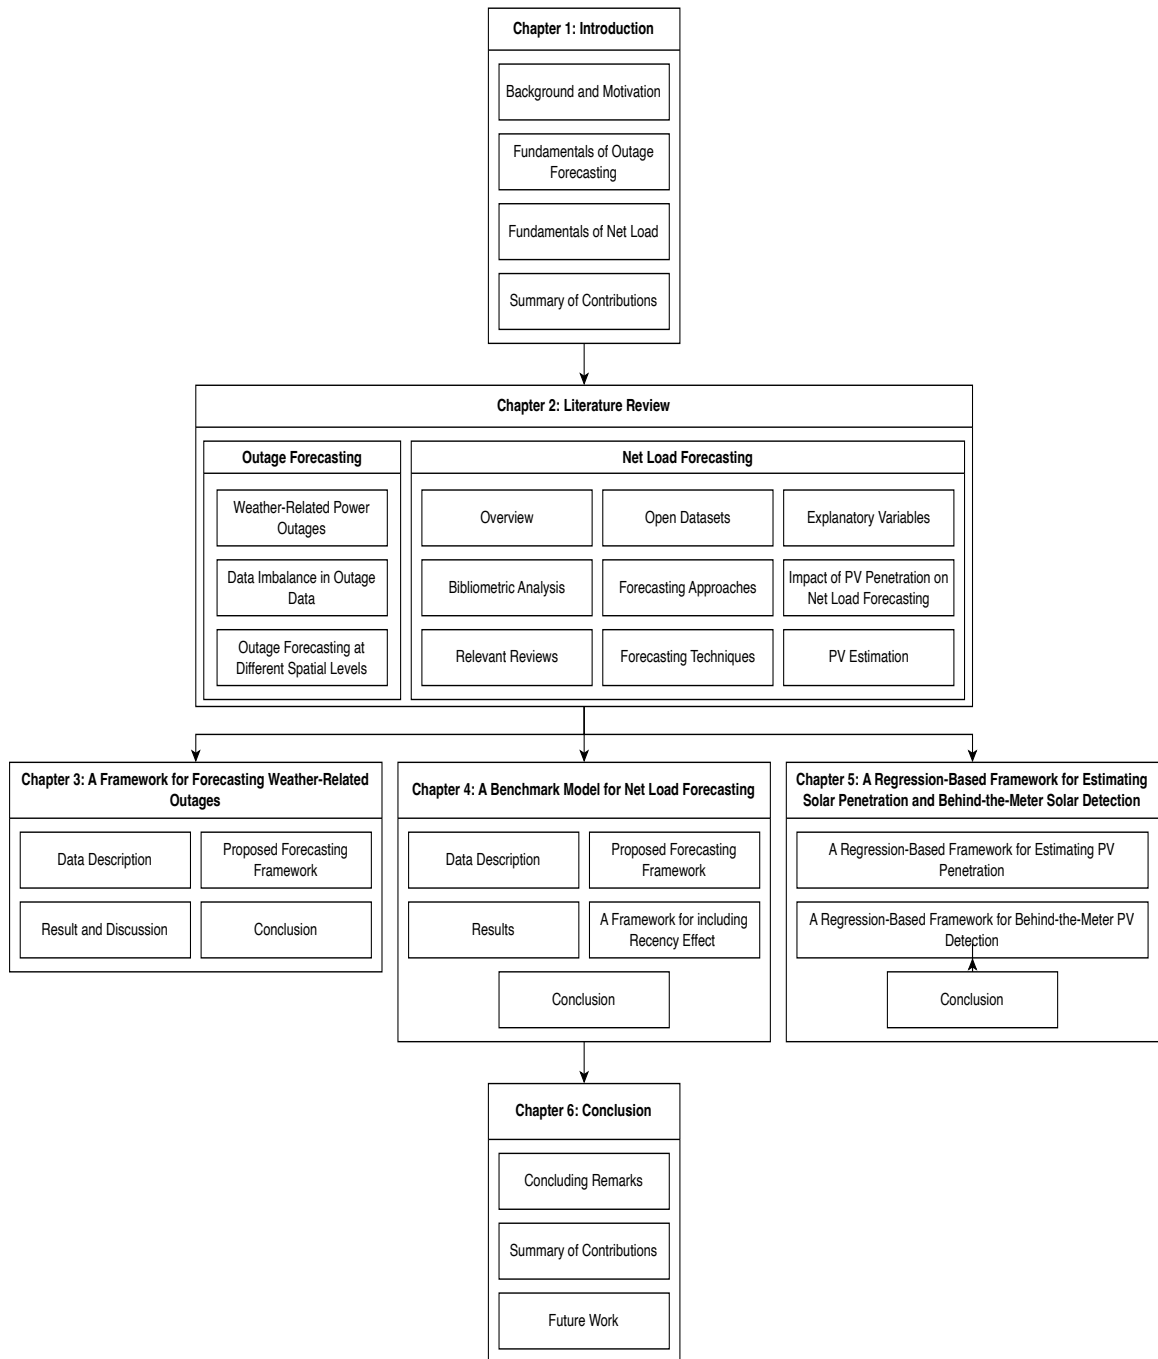 Chapter 1: Introduction
Background and Motivation
Fundamentals of Outage
Forecasting
Fundamentals of Net Load
Summary of Contributions
Chapter 2: Literature Review
Outage Forecasting
Weather-Related Power
Outages
Data Imbalance in Outage
Data
Outage Forecasting at
Different Spatial Levels
Net Load Forecasting
Overview
Open Datasets
Explanatory Variables
Bibliometric Analysis
Forecasting Approaches
Impact of PV Penetration on
Net Load Forecasting
Relevant Reviews
Forecasting Techniques
PV Estimation
Chapter 3: A Framework for Forecasting Weather-Related
Outages
Data Description
Proposed Forecasting
Framework
Result and Discussion
Conclusion
Chapter 4: A Benchmark Model for Net Load Forecasting
Data Description
Proposed Forecasting
Framework
Results
A Framework for including
Recency Effect
Conclusion
Chapter 5: A Regression-Based Framework for Estimating
Solar Penetration and Behind-the-Meter Solar Detection
A Regression-Based Framework for Estimating PV
Penetration
A Regression-Based Framework for Behind-the-Meter PV
Detection
Conclusion
Chapter 6: Conclusion
Concluding Remarks
Summary of Contributions
Future Work